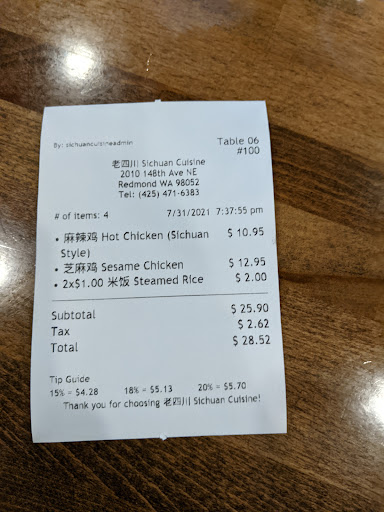 By: sichuancuisineadmin
Table 06
#100
老四川 Sichuan Cuisine
2010 148th Ave NE
Redmond WA 98052
Tel: (425) 471-6383
# of Items: 4 7/31/2021 7:37:55 pm
• 麻辣鸡 Hot Chicken (Sichuan Style) $ 10.95
• 芝麻鸡 Sesame Chicken $ 12.95
• 2x$1.00 米饭 Steamed Rice $ 2.00
Subtotal $ 25.90
Tax $ 2.62
Total $ 28.52
Tip Guide
15% = $4.28 18% = $5.13 20% = $5.70
Thank you for choosing 老四川 Sichuan Cuisine!